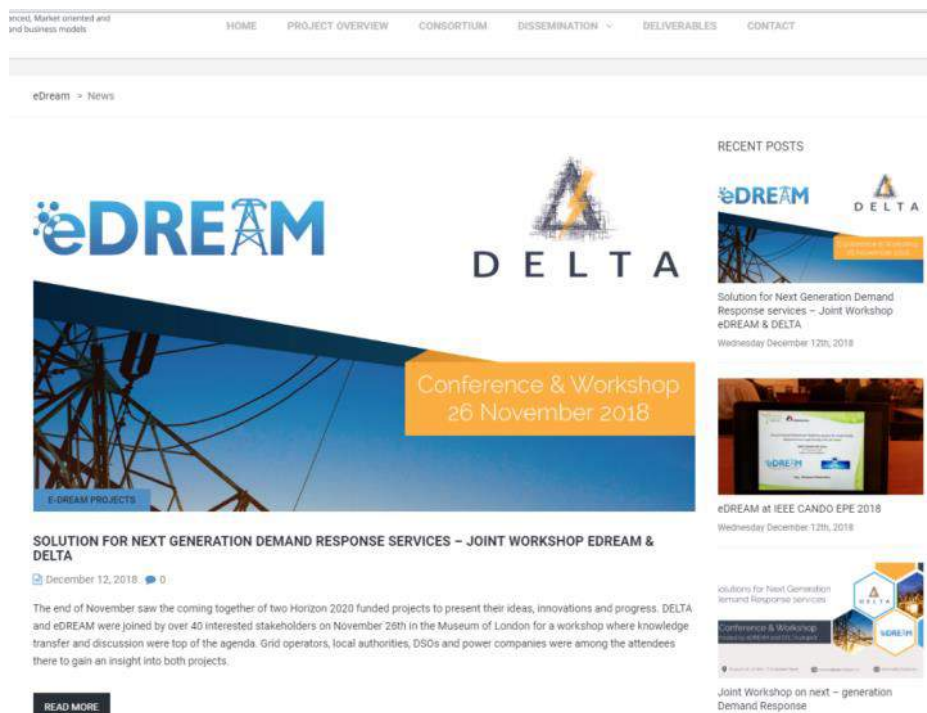 anced, Market oriented and
and business models
HOME PROJECT OVERVIEW CONSORTIUM DISSEMINATION DELIVERABLES CONTACT
eDream > News
eDREAM
DELTA
Conference & Workshop
26 November 2018
E-DREAM PROJECTS
SOLUTION FOR NEXT GENERATION DEMAND RESPONSE SERVICES – JOINT WORKSHOP EDREAM &
DELTA
December 12, 2018 0
The end of November saw the coming together of two Horizon 2020 funded projects to present their ideas, innovations and progress. DELTA
and eDREAM were joined by over 40 interested stakeholders on November 26th in the Museum of London for a workshop where knowledge
transfer and discussion were top of the agenda. Grid operators, local authorities, DSOs and power companies were among the attendees
there to gain an insight into both projects.
READ MORE
RECENT POSTS
eDREAM
DELTA
Conference & Workshop
26 November 2018
Solution for Next Generation Demand
Response services – Joint Workshop
eDREAM & DELTA
Wednesday December 12th, 2018
eDREAM
eDREAM at IEEE CANDO EPE 2018
Wednesday December 12th, 2018
Solutions for Next Generation
Demand Response services
DELTA
Conference & Workshop
eDREAM
Joint Workshop on next – generation
Demand Response